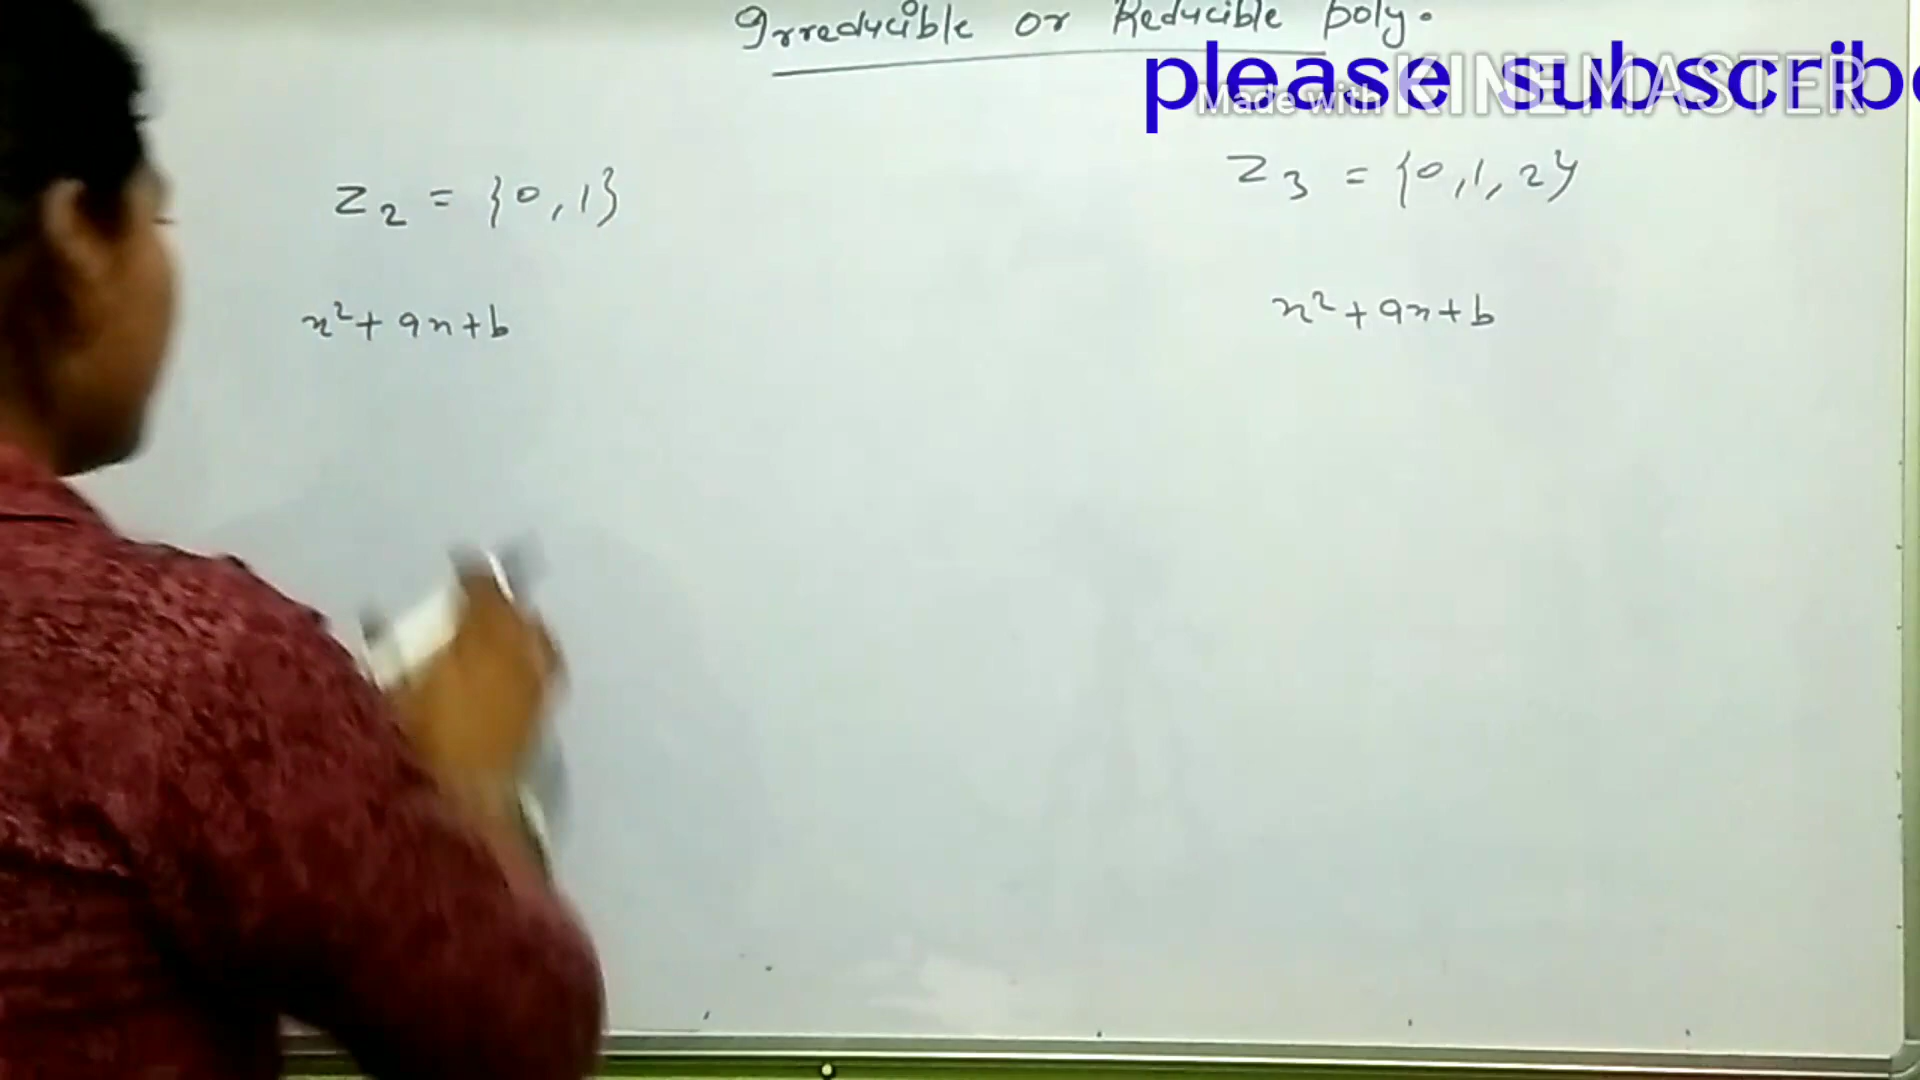 Irreducible or Reducible poly.
please subscribe
Made with KINEMASTER
Z₂ = {0, 1}
x² + ax + b
Z₃ = {0, 1, 2}
x² + ax + b